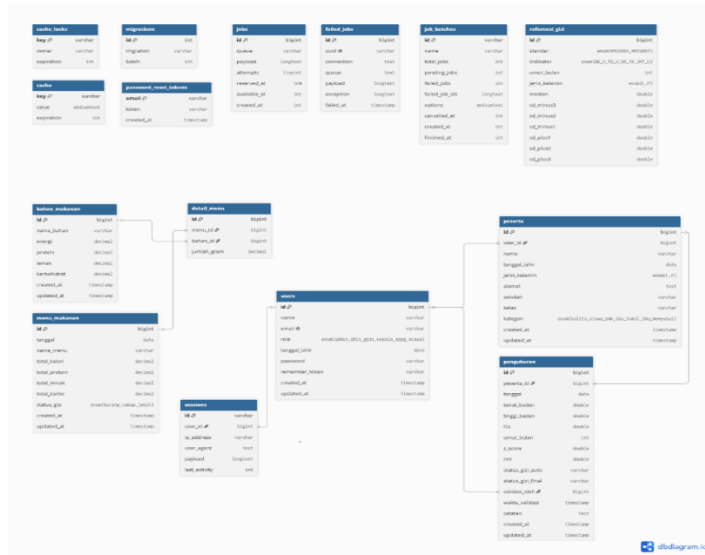 cache_locks
key varchar
owner varchar
expiration int
migrations
id int
migration varchar
batch int
jobs
id bigint
queue varchar
payload longtext
attempts tinyint
reserved_at int
available_at int
created_at int
failed_jobs
id bigint
uuid varchar
connection text
queue text
payload longtext
exception longtext
failed_at timestamp
job_batches
name varchar
total_jobs int
pending_jobs int
failed_jobs int
failed_job_ids longtext
options mediumtext
cancelled_at int
created_at int
finished_at int
referensi_gizi
id bigint
standar
indikator
umur_bulan int
jenis_kelamin
median double
sd_minus3 double
sd_minus2 double
sd_minus1 double
sd_plus1 double
sd_plus2 double
sd_plus3 double
cache
key varchar
value mediumtext
expiration int
password_reset_tokens
email varchar
token varchar
created_at timestamp
bahan_makanan
id bigint
nama_bahan varchar
energi decimal
protein decimal
lemak decimal
karbohidrat decimal
created_at timestamp
updated_at timestamp
detail_menu
id bigint
menu_id bigint
bahan_id bigint
jumlah_gram decimal
menu_makanan
id bigint
tanggal date
nama_menu varchar
total_kalori decimal
total_protein decimal
total_lemak decimal
total_karbo decimal
status_gizi enum(kurang,cukup,lebih)
created_at timestamp
updated_at timestamp
users
id bigint
name varchar
email varchar
role
tanggal_lahir date
password varchar
remember_token varchar
created_at timestamp
updated_at timestamp
sessions
id varchar
user_id bigint
ip_address varchar
user_agent text
payload longtext
last_activity int
peserta
id bigint
user_id bigint
nama varchar
tanggal_lahir date
jenis_kelamin enum(L,P)
alamat text
sekolah varchar
kelas varchar
kategori
created_at timestamp
updated_at timestamp
pengukuran
id bigint
peserta_id bigint
tanggal date
berat_badan double
tinggi_badan double
double
umur_bulan int
z_score double
imt double
status_gizi_auto varchar
status_gizi_final varchar
validasi_oleh bigint
waktu_validasi timestamp
catatan text
created_at timestamp
updated_at timestamp
dbdiagram.io